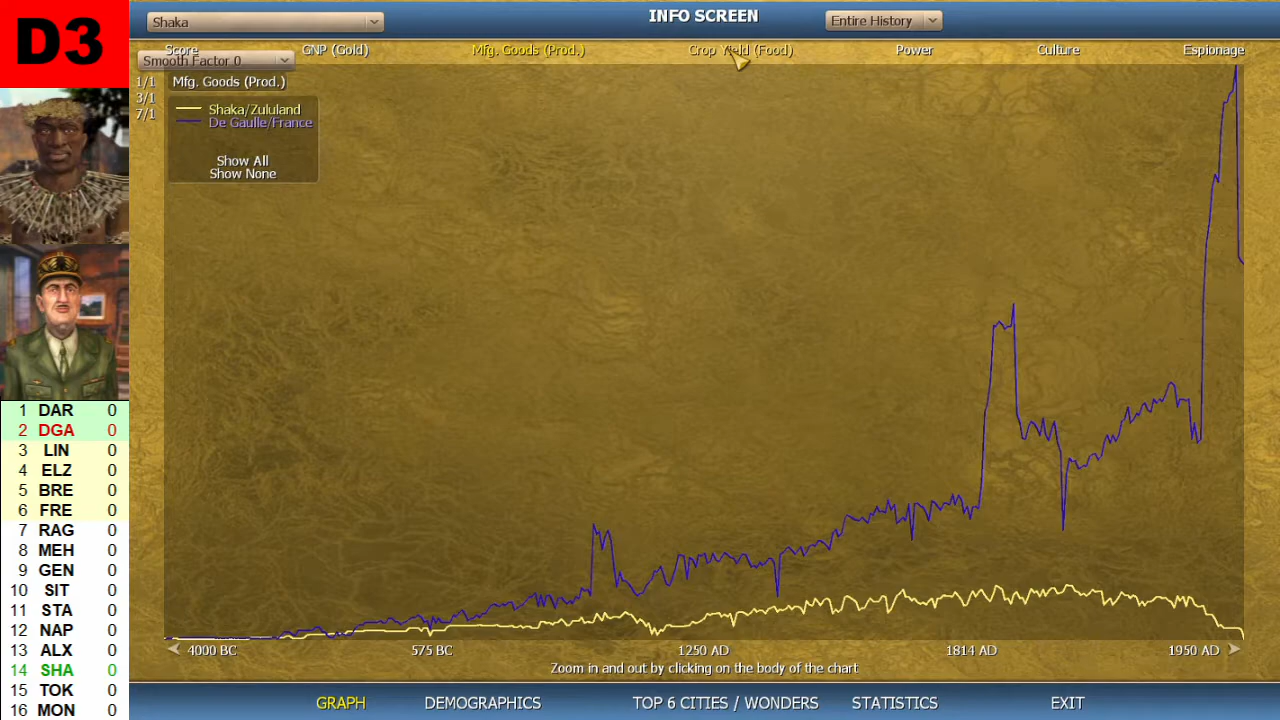 D3
Shaka
INFO SCREEN
Entire History
Score
GNP (Gold)
Mfg. Goods (Prod.)
Crop Yield (Food)
Power
Culture
Espionage
Smooth Factor 0
1/1
3/1
7/1
Mfg. Goods (Prod.)
Shaka/Zululand
De Gaulle/France
Show All
Show None
4000 BC
575 BC
1250 AD
1814 AD
1950 AD
Zoom in and out by clicking on the body of the chart
GRAPH
DEMOGRAPHICS
TOP 6 CITIES / WONDERS
STATISTICS
EXIT
1 DAR 0
2 DGA 0
3 LIN 0
4 ELZ 0
5 BRE 0
6 FRE 0
7 RAG 0
8 MEH 0
9 GEN 0
10 SIT 0
11 STA 0
12 NAP 0
13 ALX 0
14 SHA 0
15 TOK 0
16 MON 0